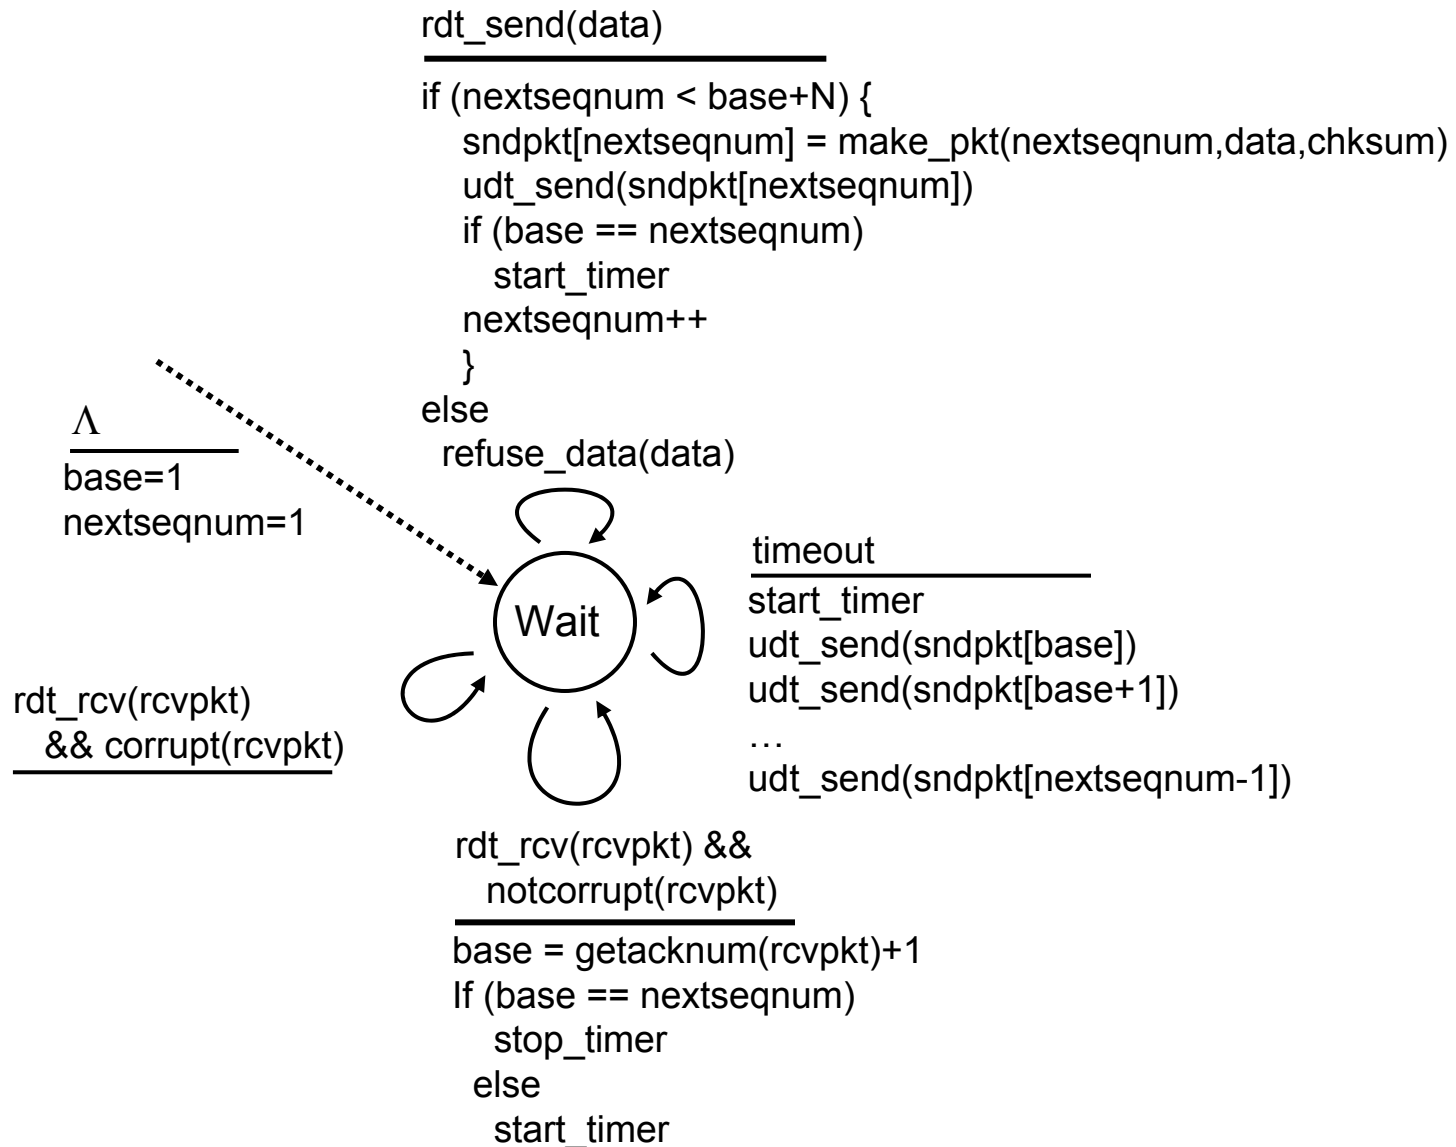 rdt_send(data)
if (nextseqnum < base+N) {
sndpkt[nextseqnum] = make_pkt(nextseqnum,data,chksum)
udt_send(sndpkt[nextseqnum])
if (base == nextseqnum)
start_timer
nextseqnum++
}
else
refuse_data(data)
Λ
base=1
nextseqnum=1
Wait
timeout
start_timer
udt_send(sndpkt[base])
udt_send(sndpkt[base+1])
…
udt_send(sndpkt[nextseqnum-1])
rdt_rcv(rcvpkt)
&& corrupt(rcvpkt)
rdt_rcv(rcvpkt) &&
notcorrupt(rcvpkt)
base = getacknum(rcvpkt)+1
If (base == nextseqnum)
stop_timer
else
start_timer